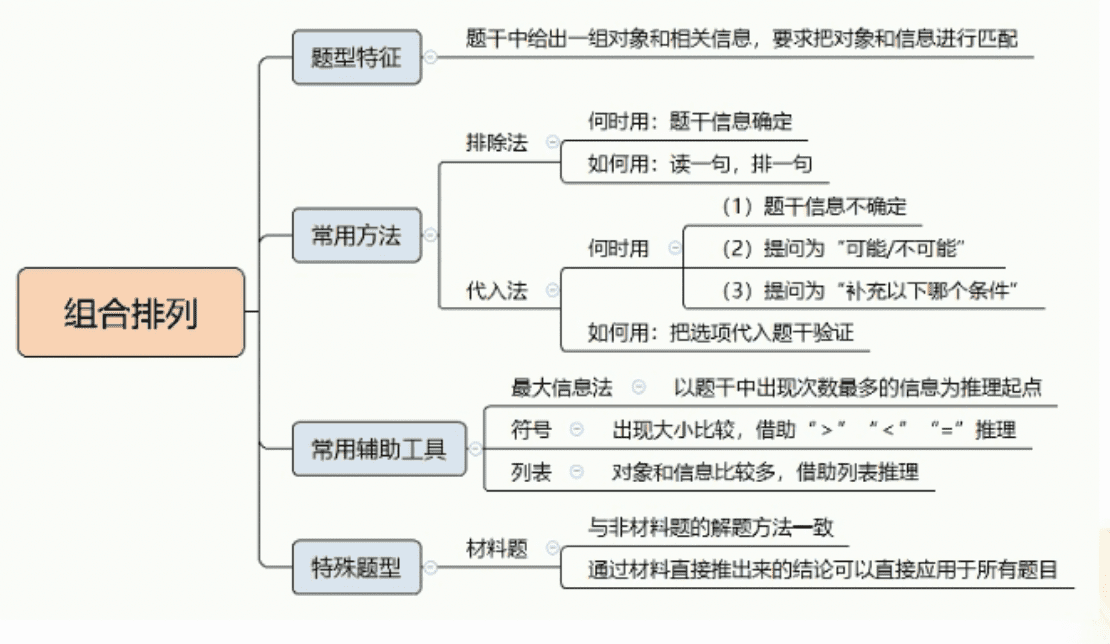 组合排列
题型特征
题干中给出一组对象和相关信息，要求把对象和信息进行匹配
常用方法
排除法
何时用：题干信息确定
如何用：读一句，排一句
代入法
何时用
（1）题干信息不确定
（2）提问为“可能/不可能”
（3）提问为“补充以下哪个条件”
如何用：把选项代入题干验证
常用辅助工具
最大信息法
以题干中出现次数最多的信息为推理起点
符号
出现大小比较，借助“>”“<”“=”推理
列表
对象和信息比较多，借助列表推理
特殊题型
材料题
与非材料题的解题方法一致
通过材料直接推出来的结论可以直接应用于所有题目